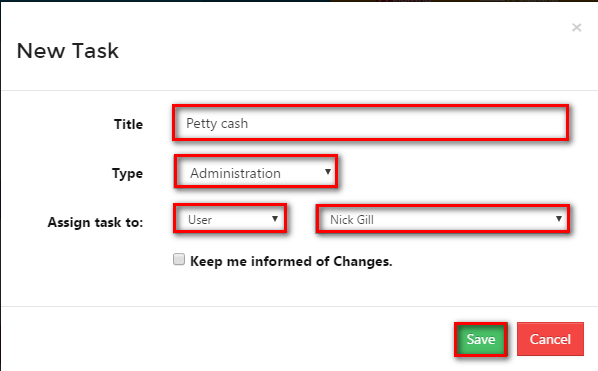 ×
New Task
Title Petty cash
Type Administration
Assign task to: User Nick Gill
Keep me informed of Changes.
Save Cancel